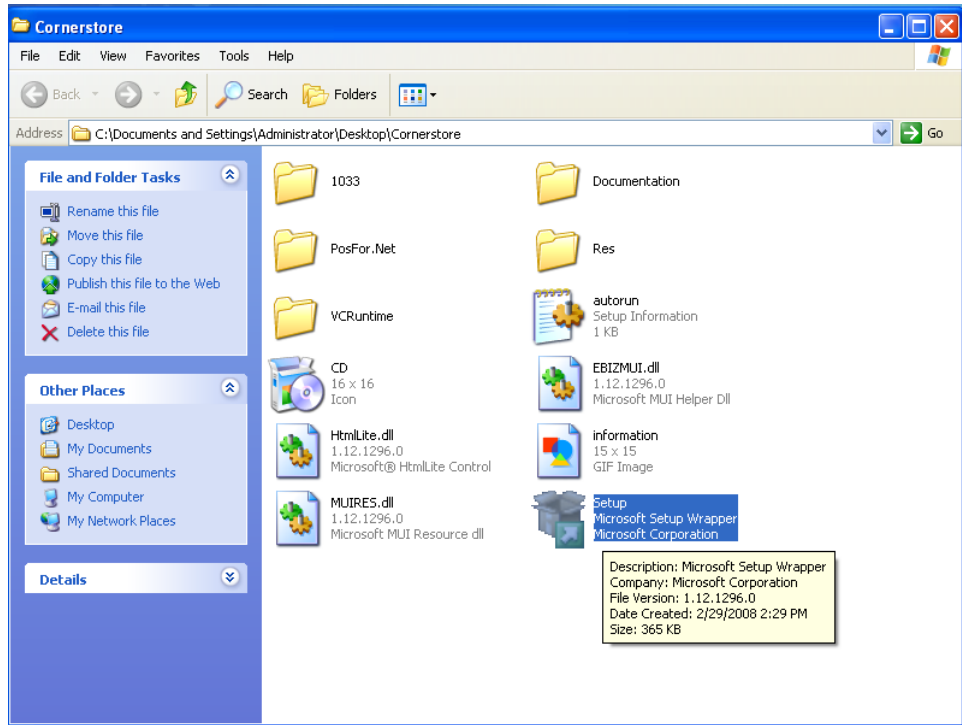 Cornerstore
File Edit View Favorites Tools Help
Back Search Folders
Address C:\Documents and Settings\Administrator\Desktop\Cornerstore Go
File and Folder Tasks
Rename this file
Move this file
Copy this file
Publish this file to the Web
E-mail this file
Delete this file
Other Places
Desktop
My Documents
Shared Documents
My Computer
My Network Places
Details
1033
Documentation
PosFor.Net
Res
VCRuntime
autorun
Setup Information
1 KB
CD
16 x 16
Icon
EBIZMUI.dll
1.12.1296.0
Microsoft MUI Helper Dll
HtmlLite.dll
1.12.1296.0
Microsoft® HtmlLite Control
information
15 x 15
GIF Image
MUIRES.dll
1.12.1296.0
Microsoft MUI Resource dll
Setup
Microsoft Setup Wrapper
Microsoft Corporation
Description: Microsoft Setup Wrapper
Company: Microsoft Corporation
File Version: 1.12.1296.0
Date Created: 2/29/2008 2:29 PM
Size: 365 KB